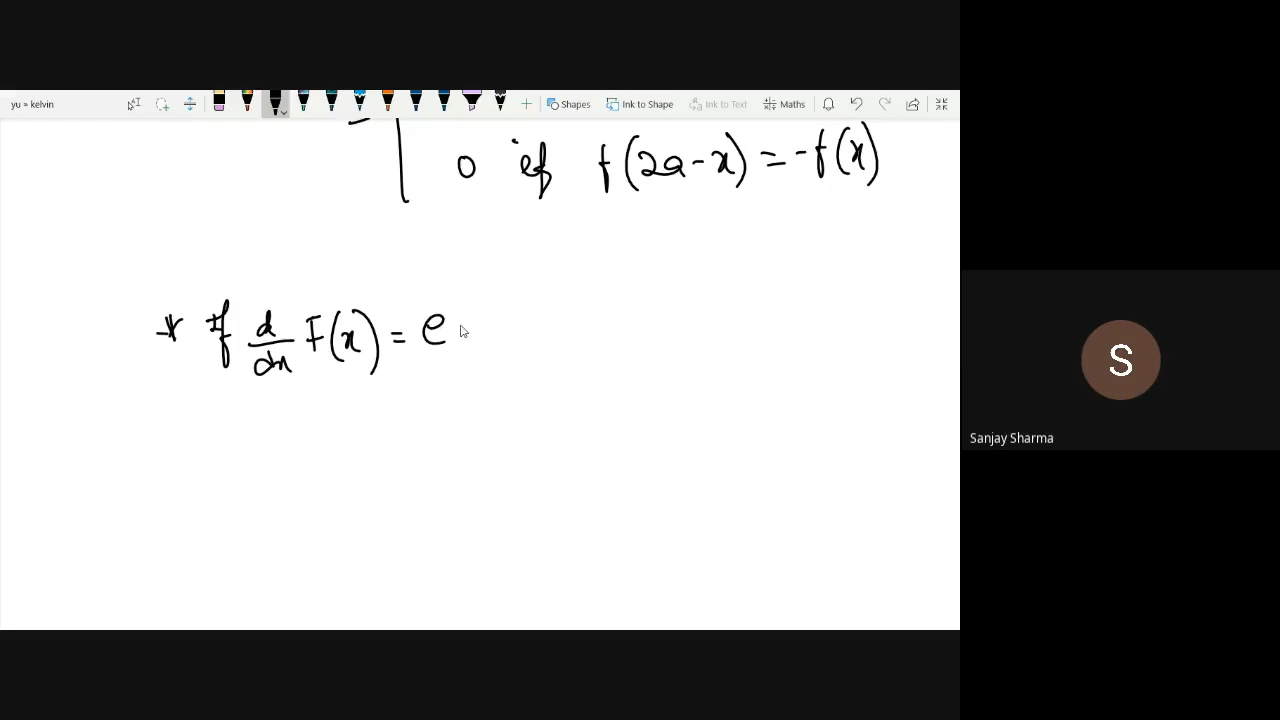 yu = kelvin Shapes Ink to Shape Ink to Text Maths
0 if f(2a-x) = -f(x)
* If d/dx F(x) = e
S
Sanjay Sharma